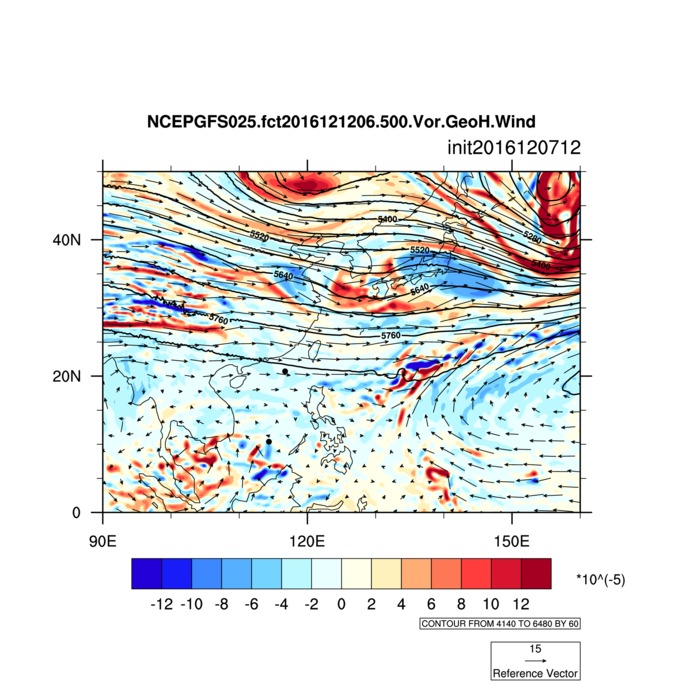 NCEPGFS025.fct2016121206.500.Vor.GeoH.Wind
init2016120712
5400
5520
5280
5520
40N
5400
5640
5640
5760
5760
20N
0
90E 120E 150E
-12 -10 -8 -6 -4 -2 0 2 4 6 8 10 12
*10^(-5)
CONTOUR FROM 4140 TO 6480 BY 60
15
Reference Vector